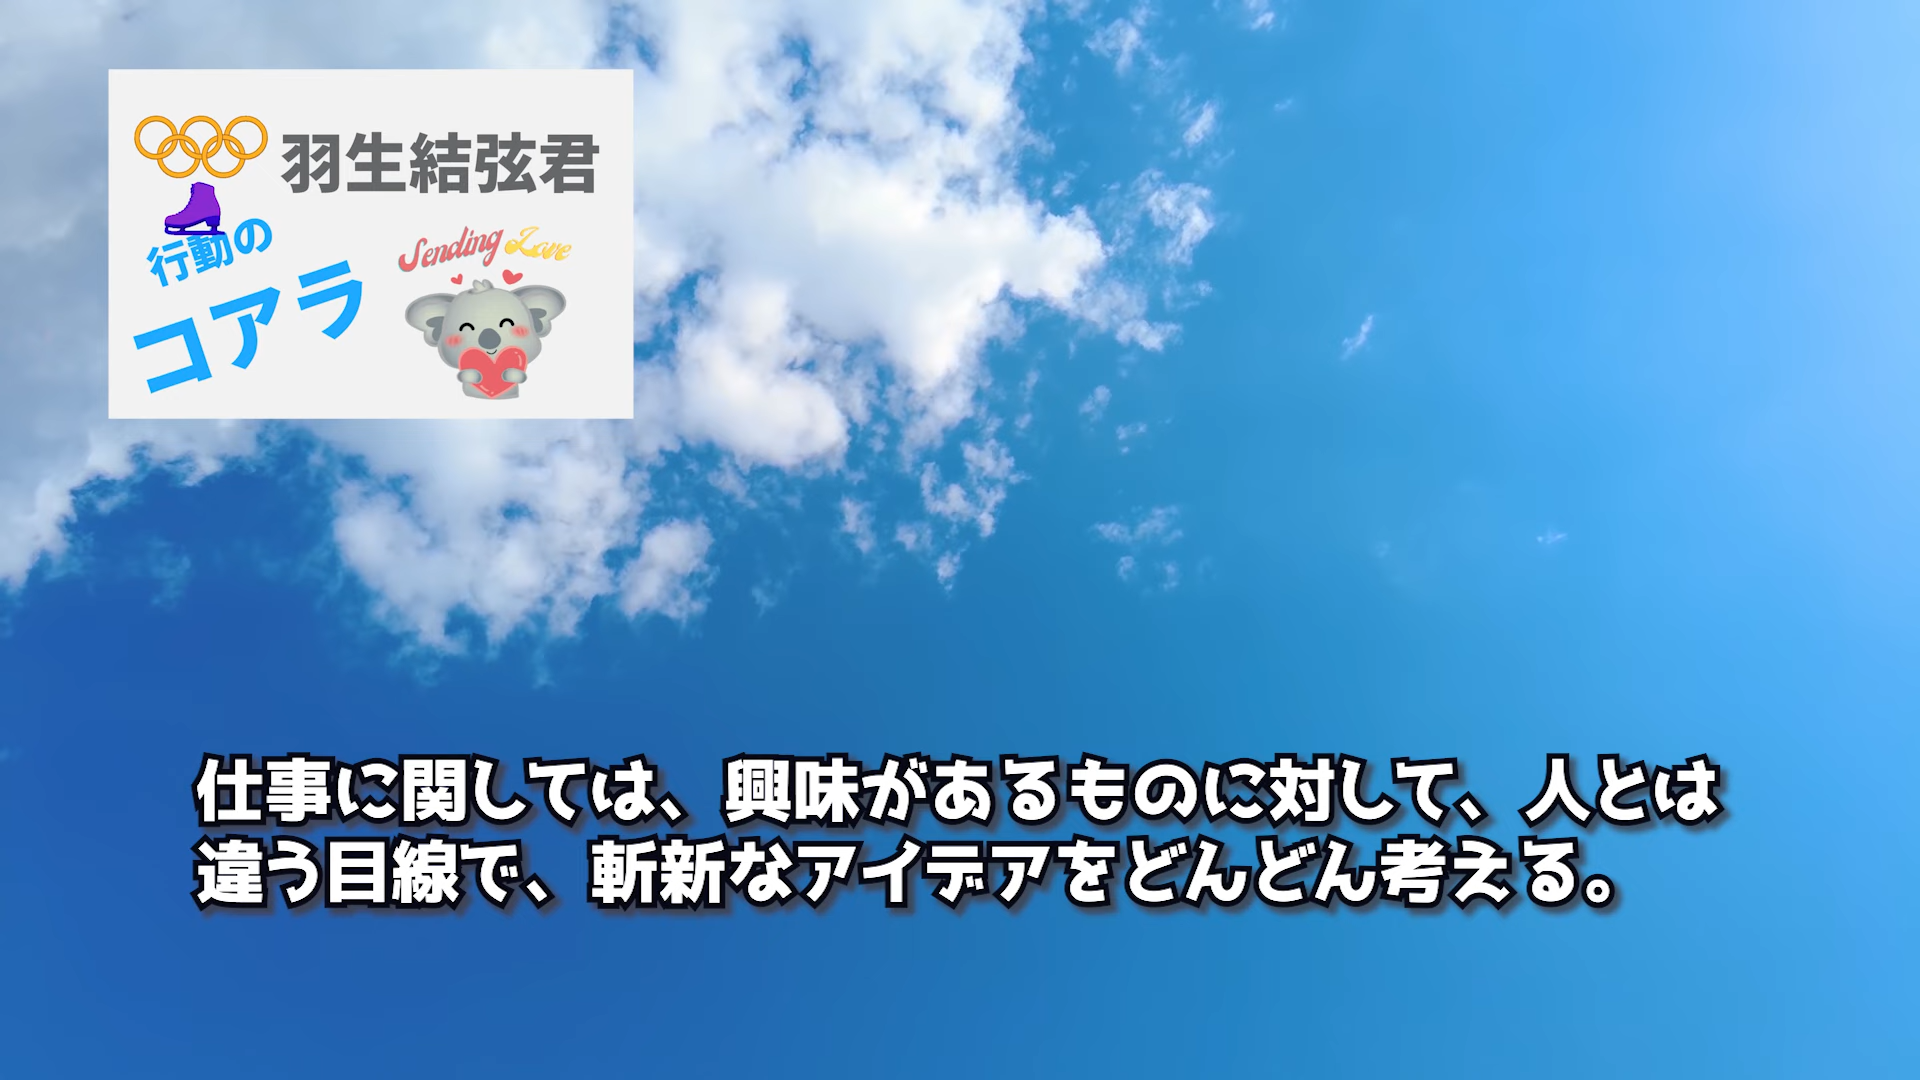 羽生結弦君
行動の
コアラ
Sending Love
仕事に関しては、興味があるものに対して、人とは
違う目線で、斬新なアイデアをどんどん考える。